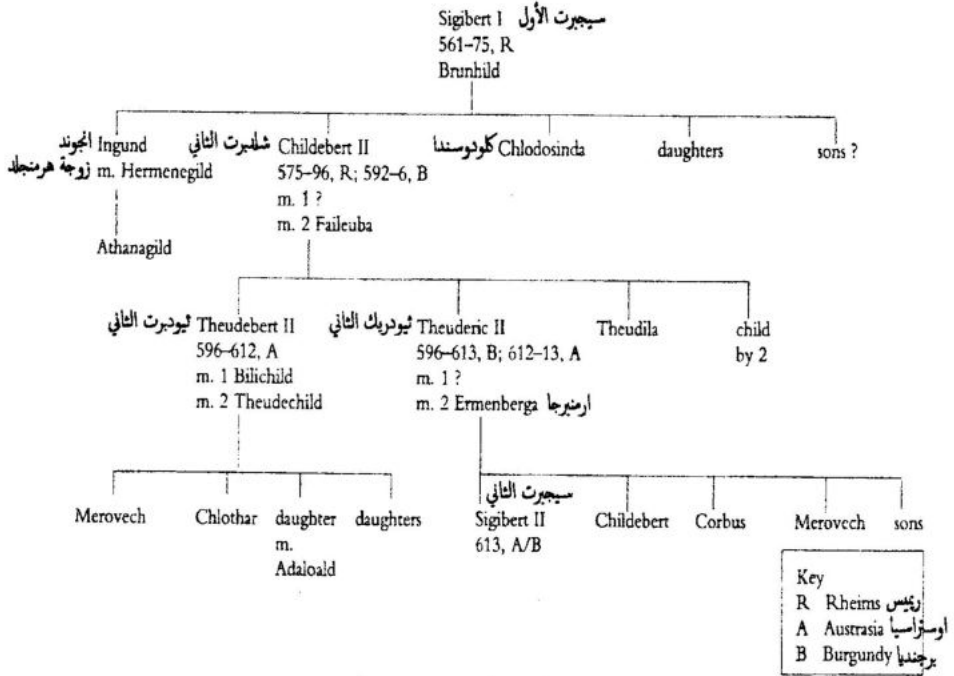 Sigibert I سيجبرت الأول
561–75, R
Brunhild
انجوند Ingund
زوجة هرمنجلد m. Hermenegild
Athanagild
شلدبرت الثاني Childebert II
575–96, R; 592–6, B
m. 1 ?
m. 2 Faileuba
كلودوسندا Chlodosinda
daughters
sons ?
ثيودبرت الثاني Theudebert II
596–612, A
m. 1 Bilichild
m. 2 Theudechild
ثيودريك الثاني Theuderic II
596–613, B; 612–13, A
m. 1 ?
m. 2 Ermenberga ارمنبرجا
Theudila
child
by 2
Merovech
Chlothar
daughter
m.
Adaloald
daughters
سيجبرت الثاني
Sigibert II
613, A/B
Childebert
Corbus
Merovech
sons
Key
R Rheims ريميس
A Austrasia اوستراسيا
B Burgundy برجنديا